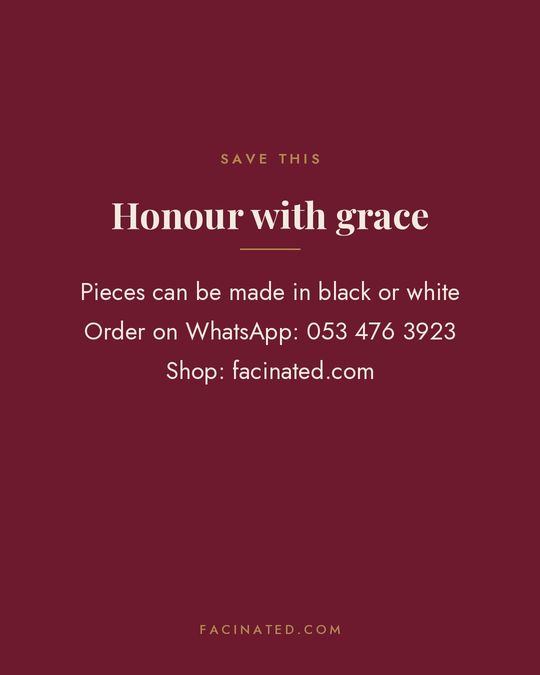 SAVE THIS
Honour with grace
Pieces can be made in black or white
Order on WhatsApp: 053 476 3923
Shop: facinated.com
FACINATED.COM